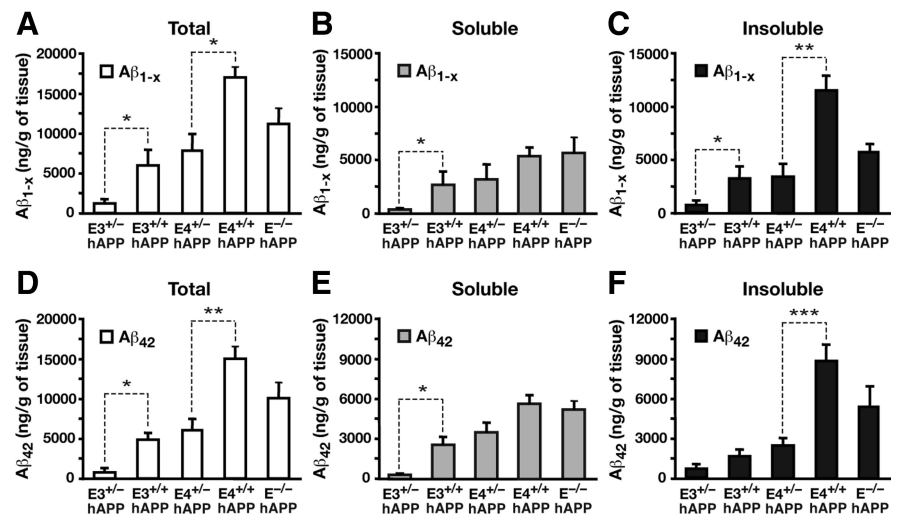 A
Total
Aβ1-x (ng/g of tissue)
20000
15000
10000
5000
0
Aβ1-x
*
*
E3+/− E3+/+ E4+/− E4+/+ E−/−
hAPP hAPP hAPP hAPP hAPP
B
Soluble
Aβ1-x (ng/g of tissue)
15000
10000
5000
0
Aβ1-x
*
E3+/− E3+/+ E4+/− E4+/+ E−/−
hAPP hAPP hAPP hAPP hAPP
C
Insoluble
Aβ1-x (ng/g of tissue)
15000
10000
5000
0
Aβ1-x
*
**
E3+/− E3+/+ E4+/− E4+/+ E−/−
hAPP hAPP hAPP hAPP hAPP
D
Total
Aβ42 (ng/g of tissue)
20000
15000
10000
5000
0
Aβ42
*
**
E3+/− E3+/+ E4+/− E4+/+ E−/−
hAPP hAPP hAPP hAPP hAPP
E
Soluble
Aβ42 (ng/g of tissue)
12000
9000
6000
3000
0
Aβ42
*
E3+/− E3+/+ E4+/− E4+/+ E−/−
hAPP hAPP hAPP hAPP hAPP
F
Insoluble
Aβ42 (ng/g of tissue)
12000
9000
6000
3000
0
Aβ42
***
E3+/− E3+/+ E4+/− E4+/+ E−/−
hAPP hAPP hAPP hAPP hAPP